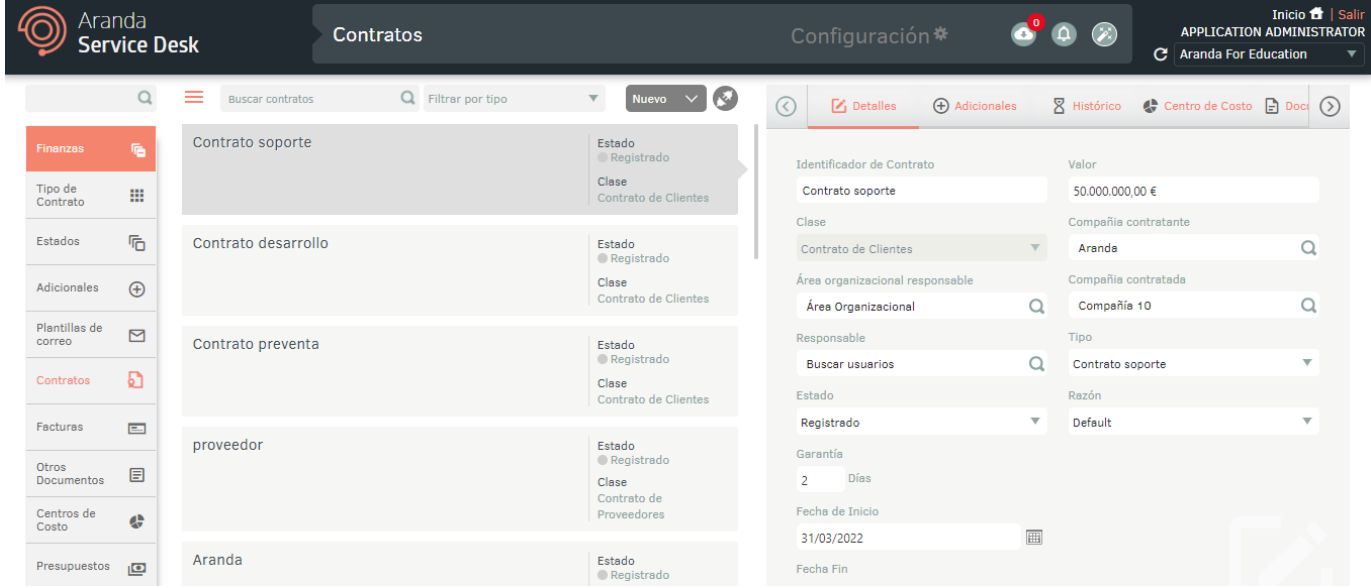 Aranda
Service Desk
Contratos
Configuración
0
Inicio | Salir
APPLICATION ADMINISTRATOR
Aranda For Education
Finanzas
Tipo de
Contrato
Estados
Adicionales
Plantillas de
correo
Contratos
Facturas
Otros
Documentos
Centros de
Costo
Presupuestos
Buscar contratos
Filtrar por tipo
Nuevo
Contrato soporte
Estado
Registrado
Clase
Contrato de Clientes
Contrato desarrollo
Estado
Registrado
Clase
Contrato de Clientes
Contrato preventa
Estado
Registrado
Clase
Contrato de Clientes
proveedor
Estado
Registrado
Clase
Contrato de
Proveedores
Aranda
Estado
Registrado
Detalles
Adicionales
Histórico
Centro de Costo
Docu
Identificador de Contrato
Contrato soporte
Valor
50.000.000,00 €
Clase
Contrato de Clientes
Compañia contratante
Aranda
Área organizacional responsable
Área Organizacional
Compañia contratada
Compañía 10
Responsable
Buscar usuarios
Tipo
Contrato soporte
Estado
Registrado
Razón
Default
Garantía
2 Días
Fecha de Inicio
31/03/2022
Fecha Fin